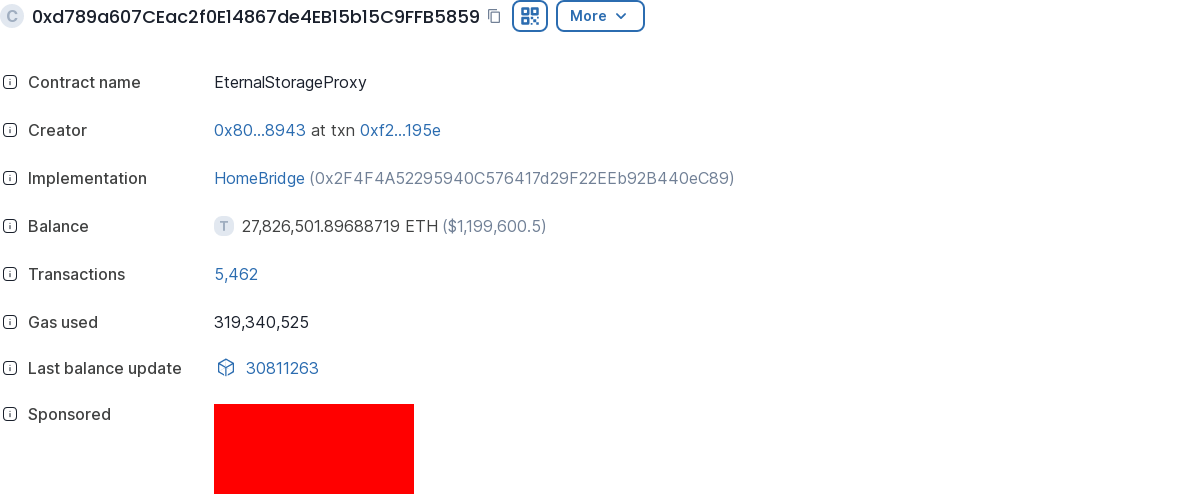 C 0xd789a607CEac2f0E14867de4EB15b15C9FFB5859 More
Contract name EternalStorageProxy
Creator 0x80...8943 at txn 0xf2...195e
Implementation HomeBridge (0x2F4F4A52295940C576417d29F22EEb92B440eC89)
Balance T 27,826,501.89688719 ETH ($1,199,600.5)
Transactions 5,462
Gas used 319,340,525
Last balance update 30811263
Sponsored